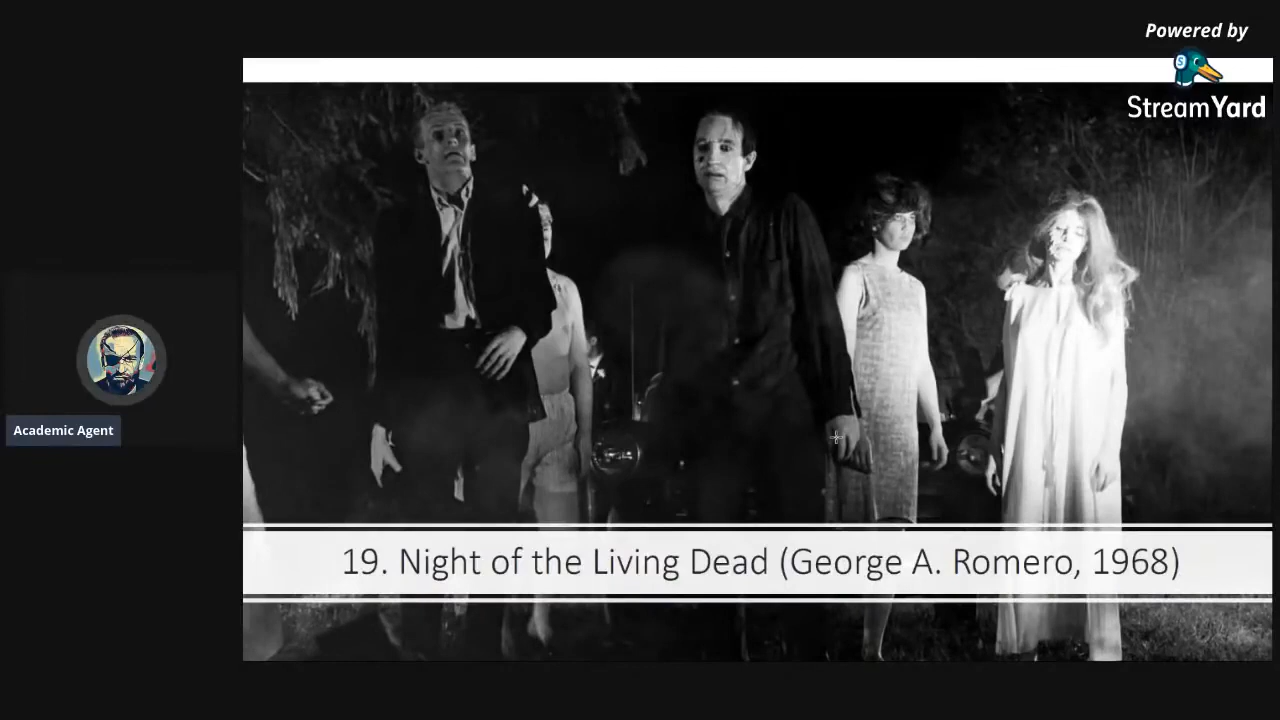 Powered by
StreamYard
Academic Agent
19. Night of the Living Dead (George A. Romero, 1968)